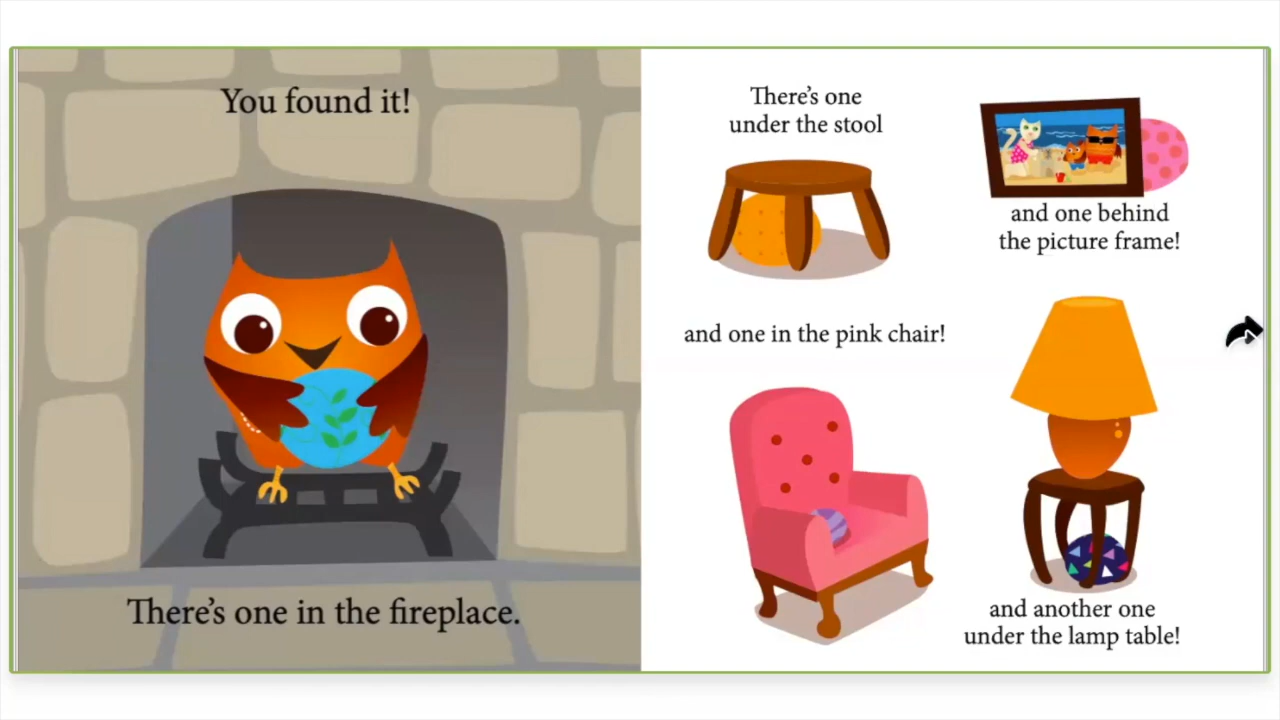 You found it!
There's one in the fireplace.
There's one
under the stool
and one behind
the picture frame!
and one in the pink chair!
and another one
under the lamp table!